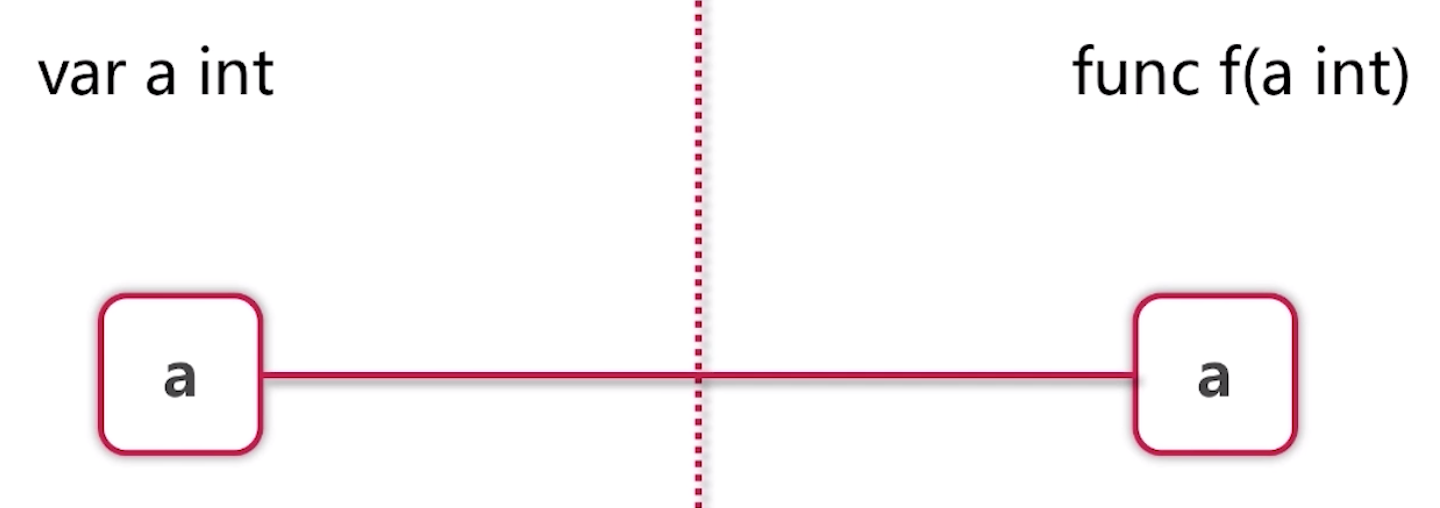 var a int
func f(a int)
a
a